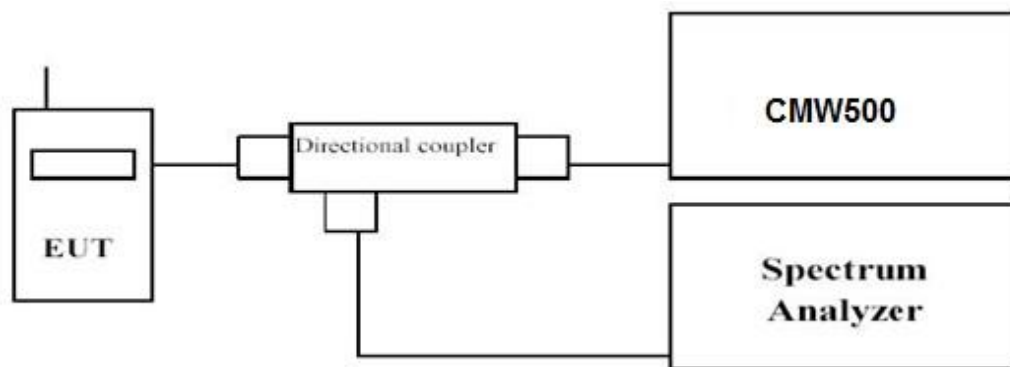 CMW500
Directional coupler
EUT
Spectrum
Analyzer